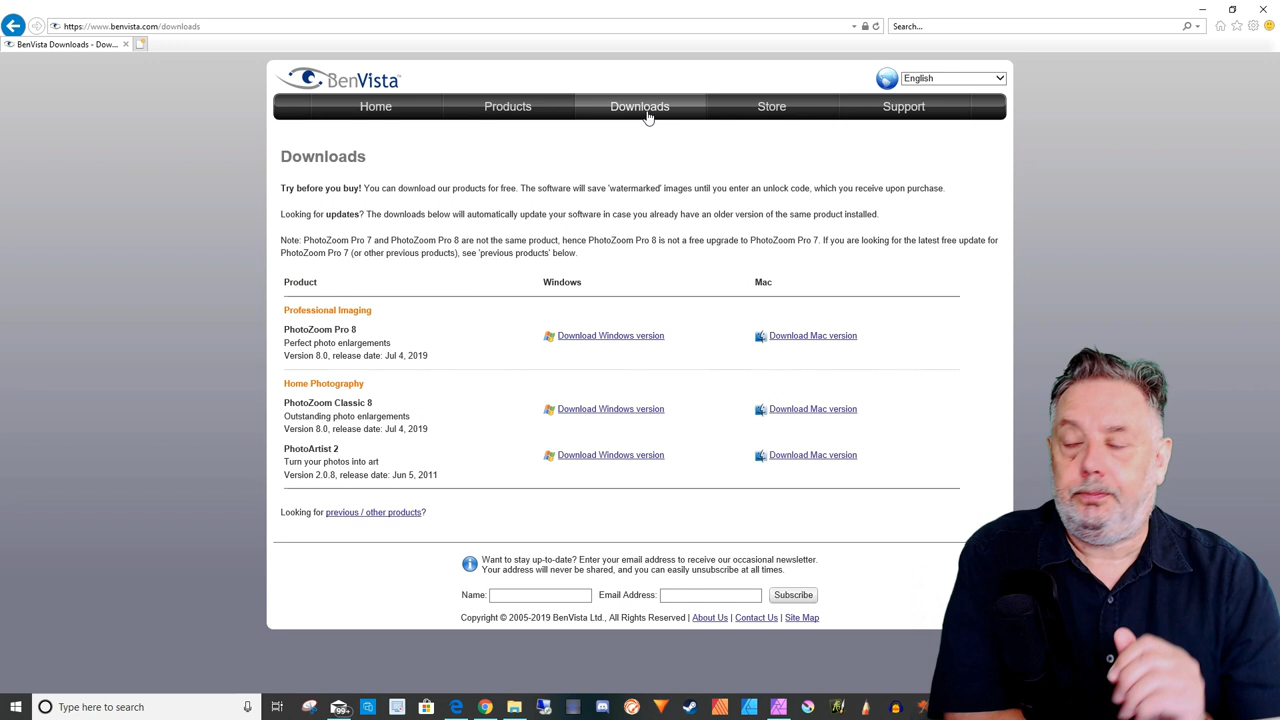 https://www.benvista.com/downloads
Search...
BenVista Downloads - Dow...
BenVista
English
Home Products Downloads Store Support
Downloads
Try before you buy! You can download our products for free. The software will save 'watermarked' images until you enter an unlock code, which you receive upon purchase.
Looking for updates? The downloads below will automatically update your software in case you already have an older version of the same product installed.
Note: PhotoZoom Pro 7 and PhotoZoom Pro 8 are not the same product, hence PhotoZoom Pro 8 is not a free upgrade to PhotoZoom Pro 7. If you are looking for the latest free update for
PhotoZoom Pro 7 (or other previous products), see 'previous products' below.
Product Windows Mac
Professional Imaging
PhotoZoom Pro 8
Perfect photo enlargements
Version 8.0, release date: Jul 4, 2019
Download Windows version Download Mac version
Home Photography
PhotoZoom Classic 8
Outstanding photo enlargements
Version 8.0, release date: Jul 4, 2019
Download Windows version Download Mac version
PhotoArtist 2
Turn your photos into art
Version 2.0.8, release date: Jun 5, 2011
Download Windows version Download Mac version
Looking for previous / other products?
Want to stay up-to-date? Enter your email address to receive our occasional newsletter.
Your address will never be shared, and you can easily unsubscribe at all times.
Name: Email Address: Subscribe
Copyright © 2005-2019 BenVista Ltd., All Rights Reserved | About Us | Contact Us | Site Map
Type here to search
99+